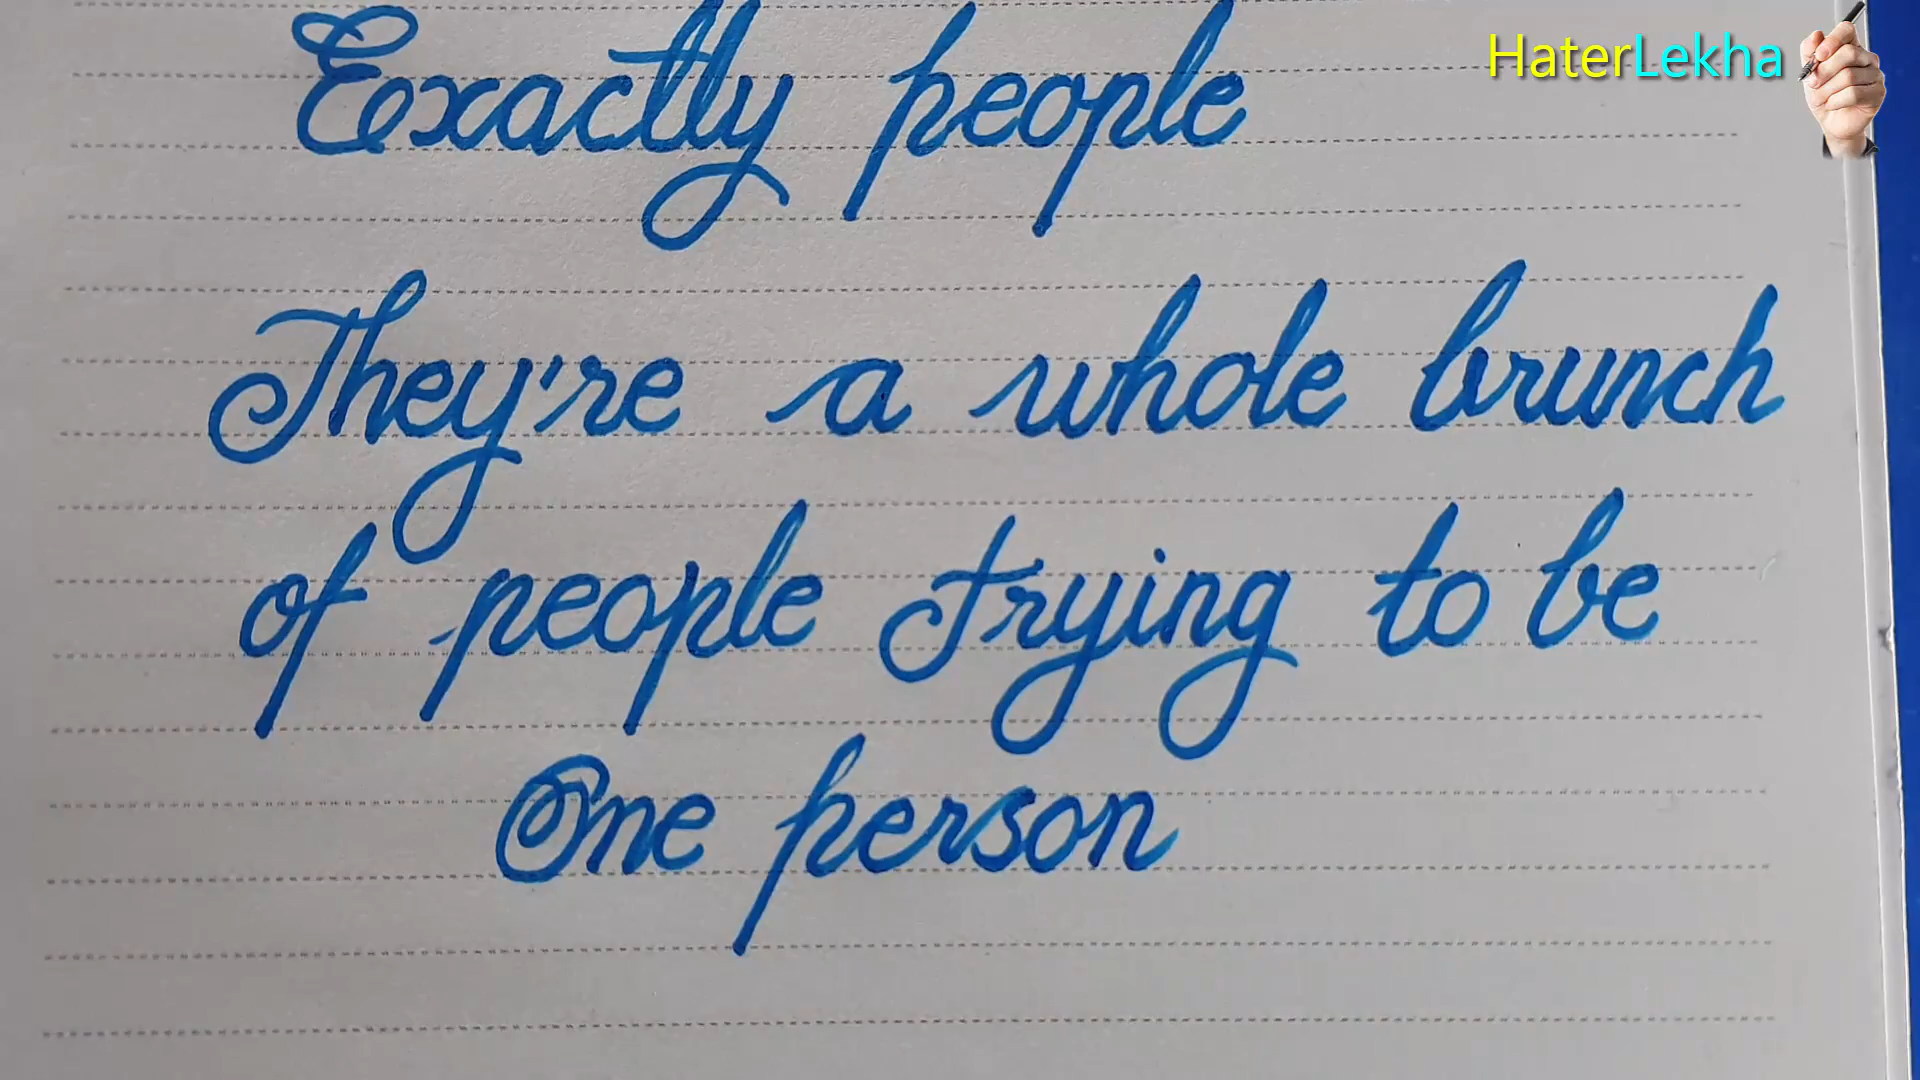 HaterLekha
Exactly people
They're a whole brunch
of people trying to be
One person